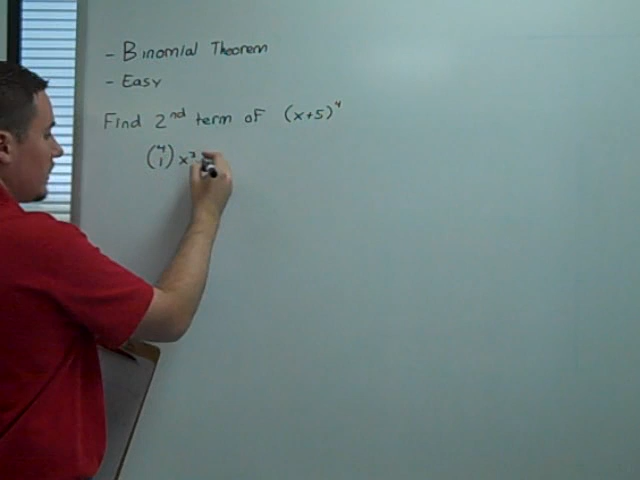 - Binomial Theorem
- Easy
Find 2nd term of (x+5)^4
(4 1) x^3